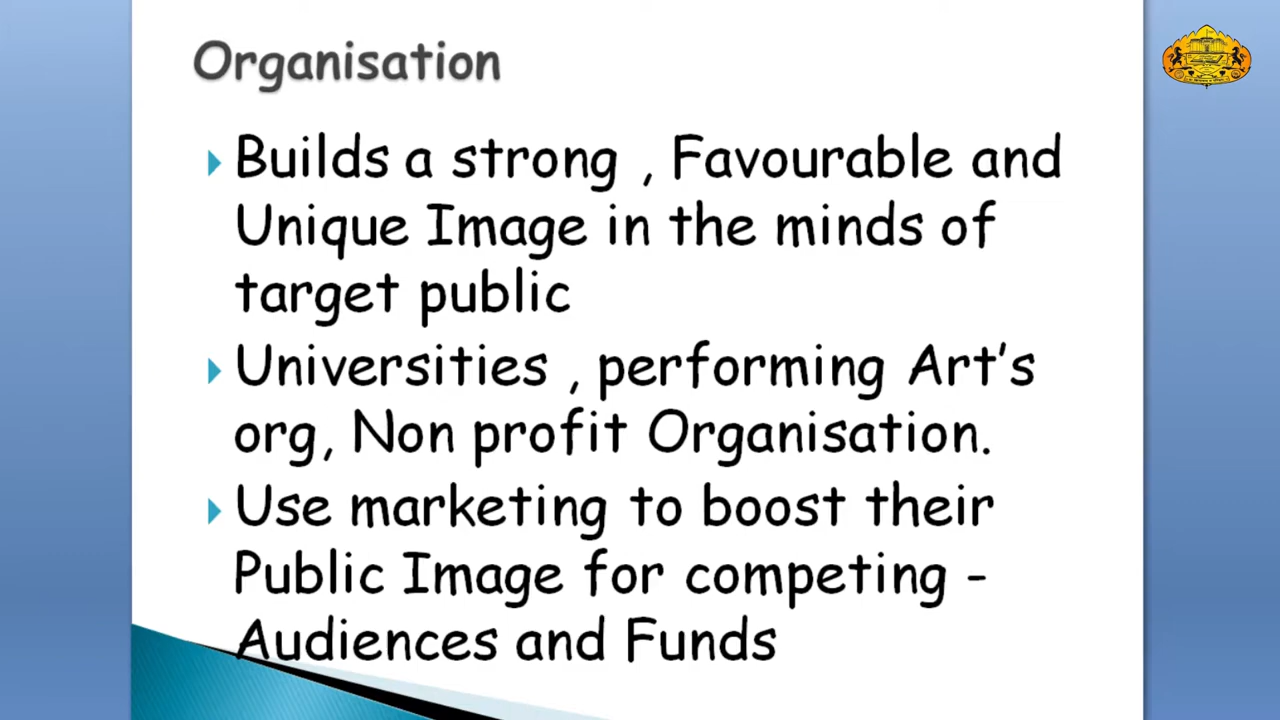 Organisation
Builds a strong , Favourable and
Unique Image in the minds of
target public
Universities , performing Art’s
org, Non profit Organisation.
Use marketing to boost their
Public Image for competing -
Audiences and Funds